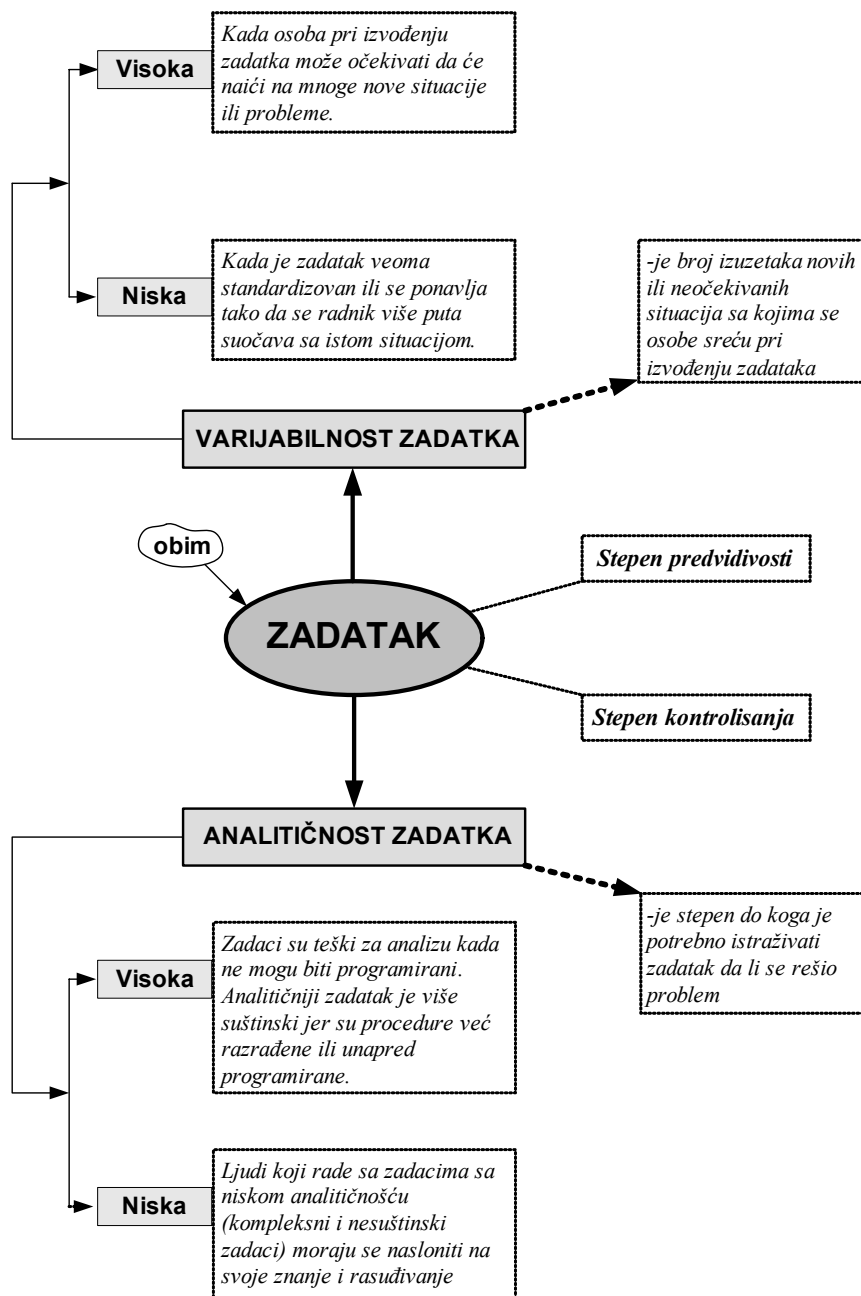 Visoka
Kada osoba pri izvođenju
zadatka može očekivati da će
naići na mnoge nove situacije
ili probleme.
Niska
Kada je zadatak veoma
standardizovan ili se ponavlja
tako da se radnik više puta
suočava sa istom situacijom.
-je broj izuzetaka novih
ili neočekivanih
situacija sa kojima se
osobe sreću pri
izvođenju zadataka
VARIJABILNOST ZADATKA
obim
Stepen predvidivosti
ZADATAK
Stepen kontrolisanja
ANALITIČNOST ZADATKA
-je stepen do koga je
potrebno istraživati
zadatak da li se rešio
problem
Visoka
Zadaci su teški za analizu kada
ne mogu biti programirani.
Analitičniji zadatak je više
suštinski jer su procedure već
razrađene ili unapred
programirane.
Niska
Ljudi koji rade sa zadacima sa
niskom analitičnošću
(kompleksni i nesuštinski
zadaci) moraju se nasloniti na
svoje znanje i rasuđivanje